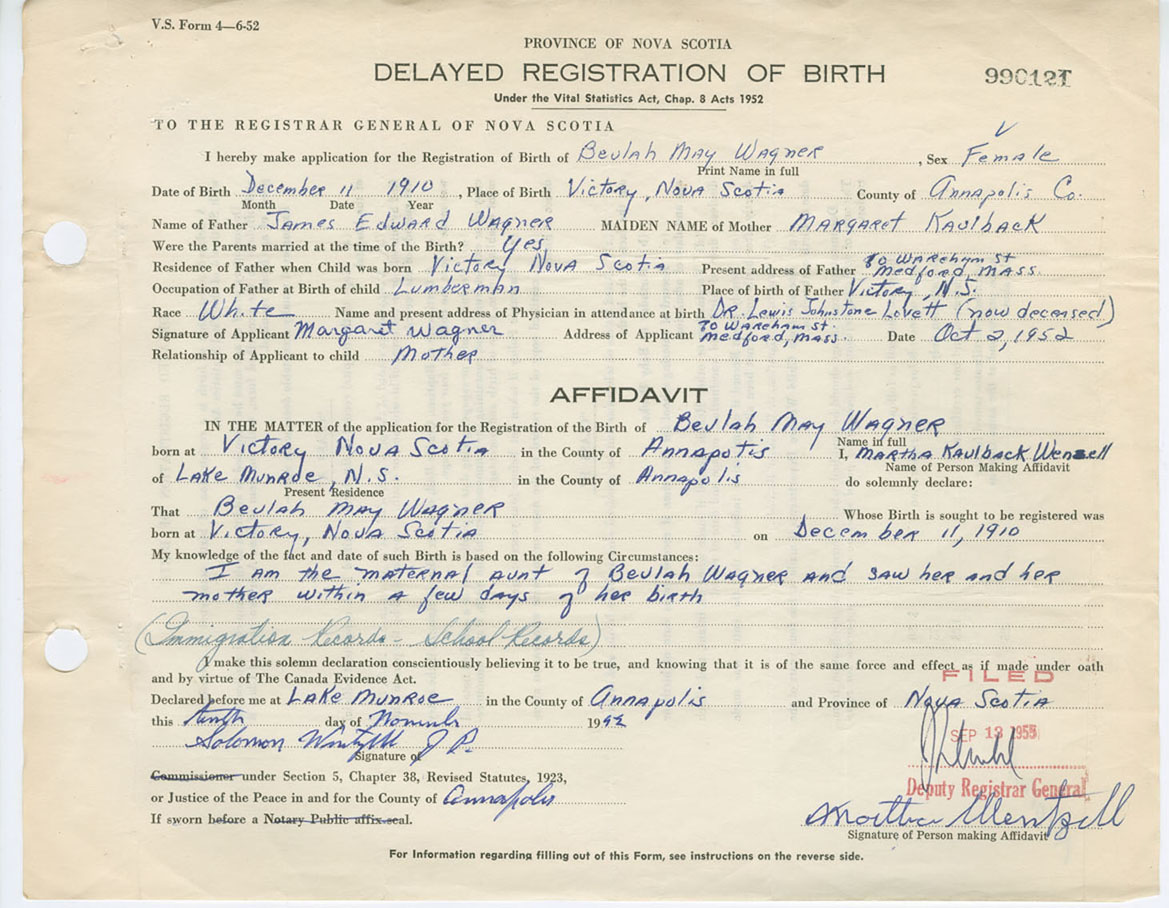 V.S. Form 4—6-52
PROVINCE OF NOVA SCOTIA
DELAYED REGISTRATION OF BIRTH
990121
Under the Vital Statistics Act, Chap. 8 Acts 1952
TO THE REGISTRAR GENERAL OF NOVA SCOTIA
I hereby make application for the Registration of Birth of Beulah May Wagner, Sex Female
Print Name in full
Date of Birth December 11 1910, Place of Birth Victory, Nova Scotia County of Annapolis Co.
Month Date Year
Name of Father James Edward Wagner MAIDEN NAME of Mother Margaret Kaulback
Were the Parents married at the time of the Birth? Yes
Residence of Father when Child was born Victory Nova Scotia Present address of Father 70 Wareham St Medford, Mass.
Occupation of Father at Birth of child Lumberman Place of birth of Father Victory, N.S.
Race White Name and present address of Physician in attendance at birth Dr. Lewis Johnstone Lovett (now deceased)
Signature of Applicant Margaret Wagner Address of Applicant 70 Wareham St. Medford, Mass. Date Oct 2, 1952
Relationship of Applicant to child Mother
AFFIDAVIT
IN THE MATTER of the application for the Registration of the Birth of Beulah May Wagner
Name in full
born at Victory Nova Scotia in the County of Annapolis I, Martha Kaulback Wenzell
Name of Person Making Affidavit
of Lake Munroe, N.S. in the County of Annapolis do solemnly declare:
Present Residence
That Beulah May Wagner Whose Birth is sought to be registered was
born at Victory, Nova Scotia on December 11, 1910
My knowledge of the fact and date of such Birth is based on the following Circumstances:
I am the maternal aunt of Beulah Wagner and saw her and her
mother within a few days of her birth
(Immigration Records - School Records)
I make this solemn declaration conscientiously believing it to be true, and knowing that it is of the same force and effect as if made under oath
and by virtue of The Canada Evidence Act.
FILED
Declared before me at Lake Munroe in the County of Annapolis and Province of Nova Scotia
this tenth day of November 1952
SEP 13 1955
Solomon J P.
Signature of
Deputy Registrar General
Commissioner under Section 5, Chapter 38, Revised Statutes, 1923,
or Justice of the Peace in and for the County of Annapolis
Martha Wentzell
If sworn before a Notary Public affix seal.
Signature of Person making Affidavit
For Information regarding filling out of this Form, see instructions on the reverse side.